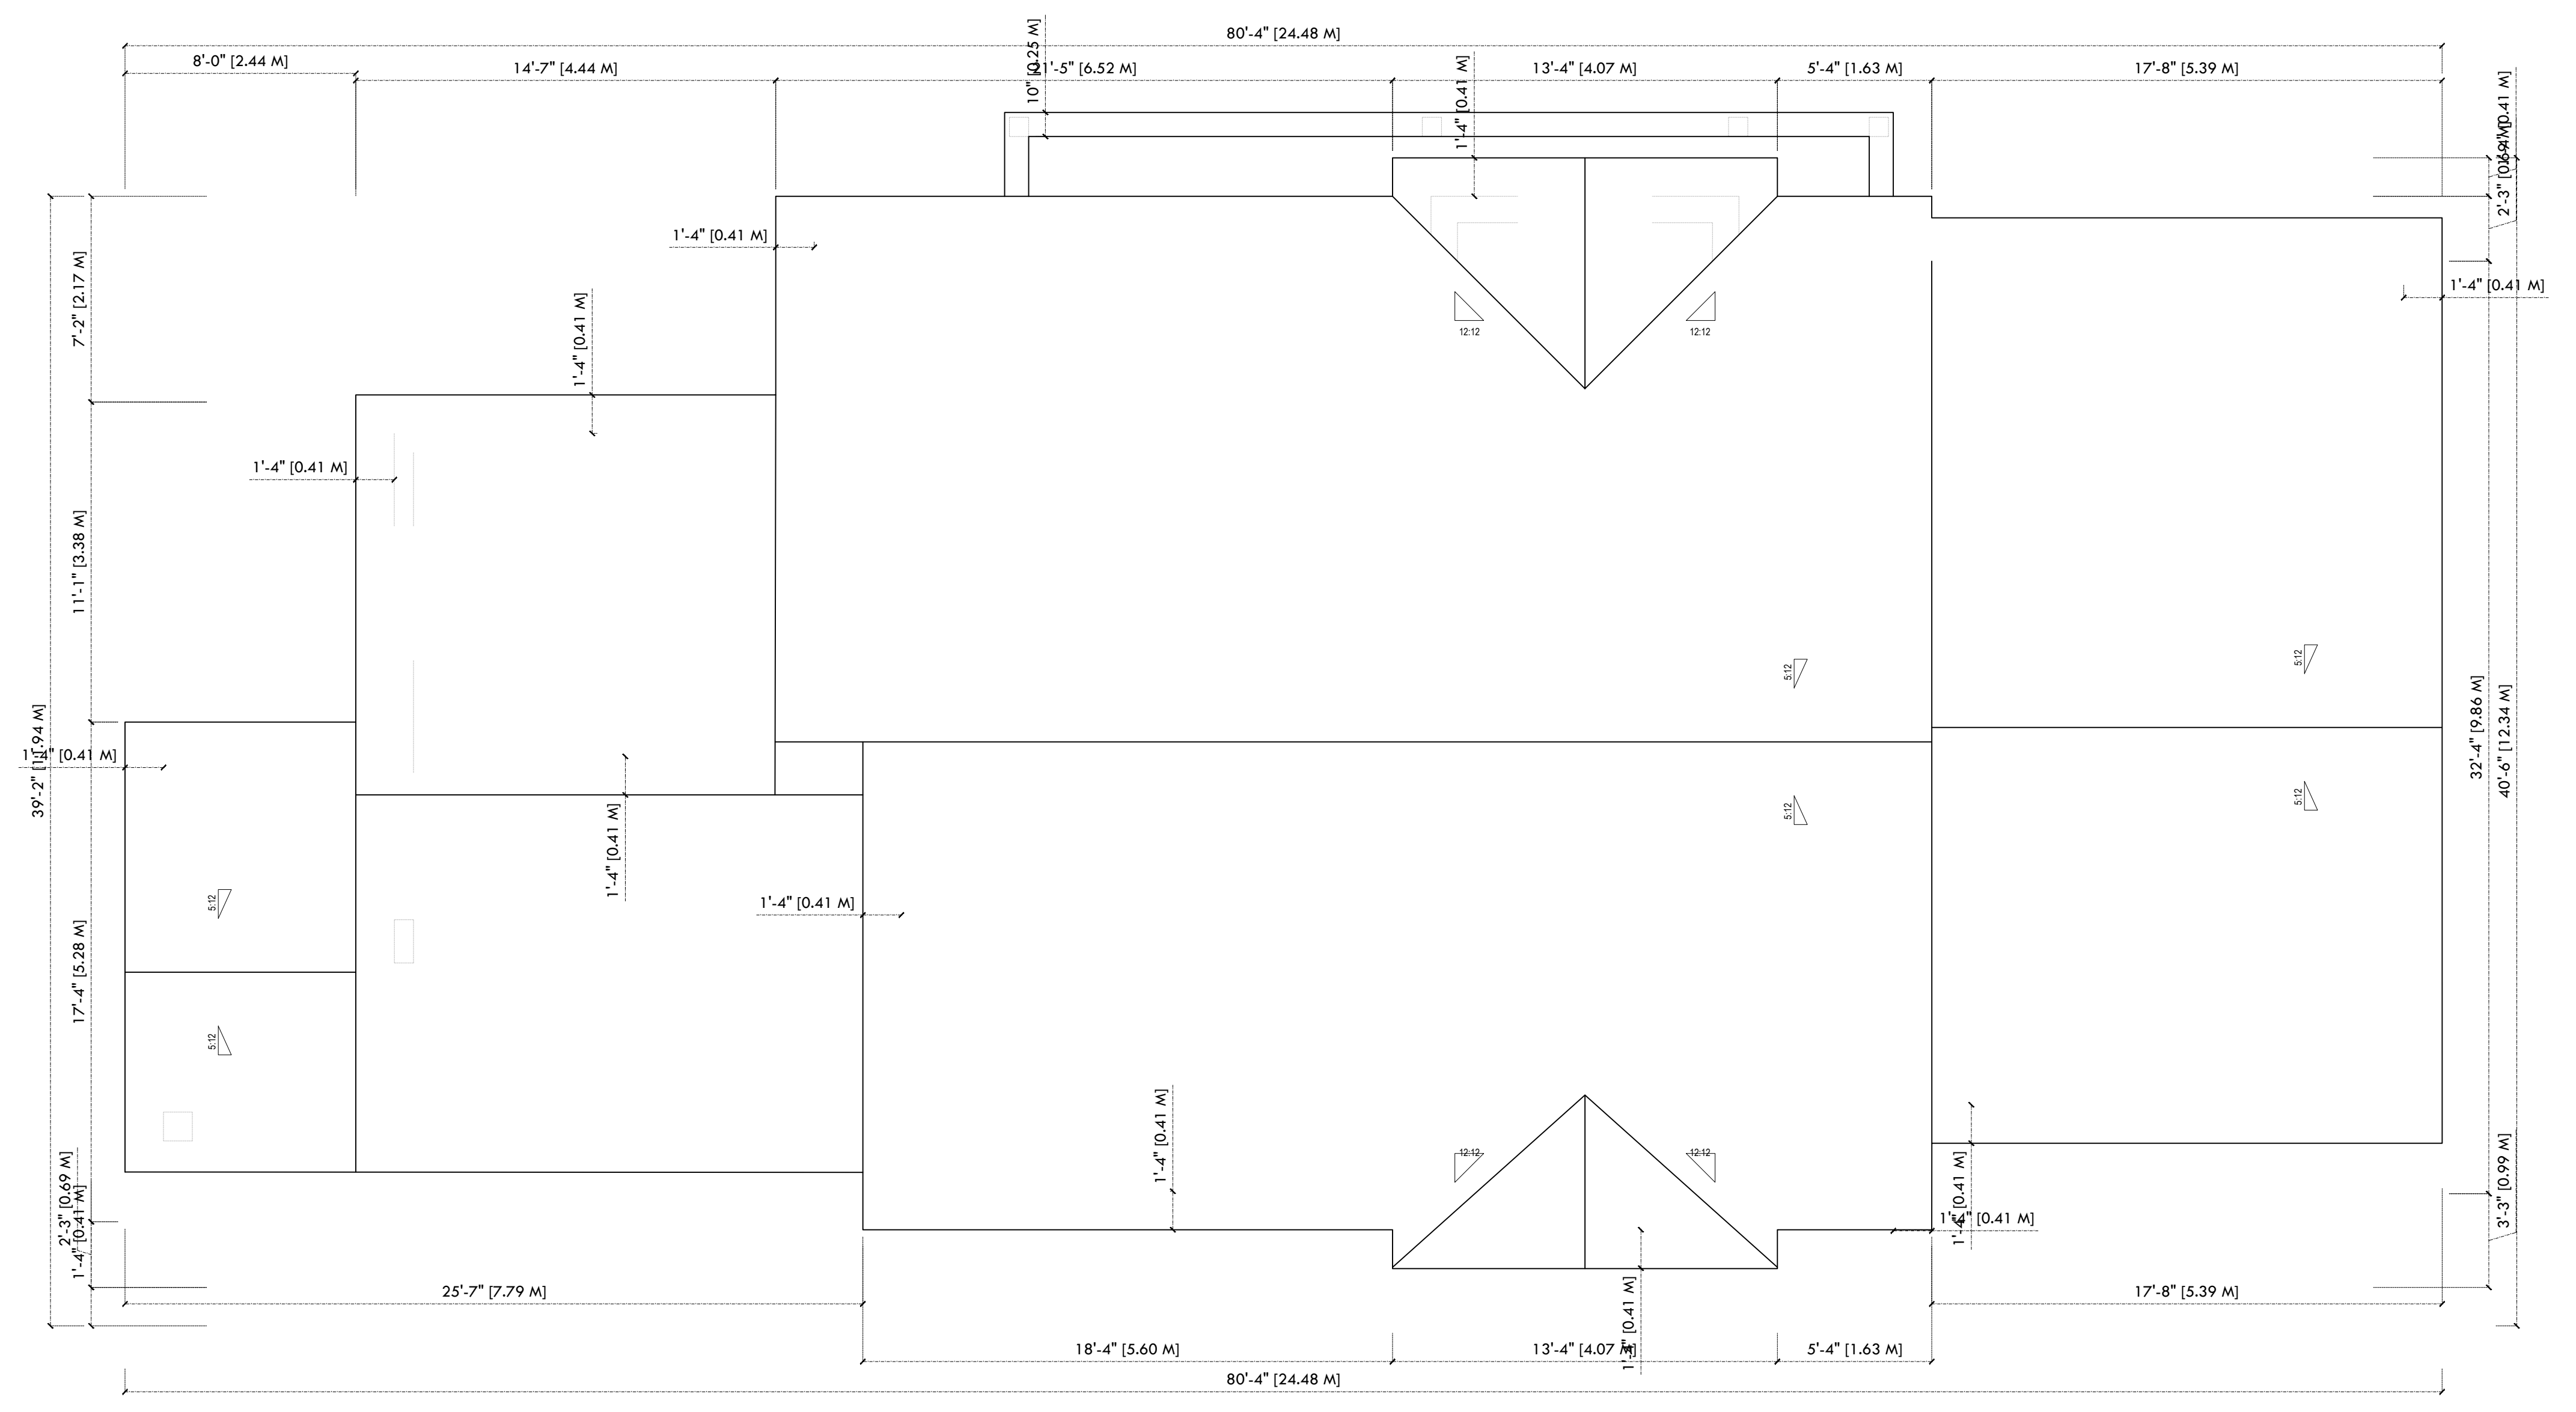 80'-4" [24.48 M]
8'-0" [2.44 M]
14'-7" [4.44 M]
21'-5" [6.52 M]
13'-4" [4.07 M]
5'-4" [1.63 M]
17'-8" [5.39 M]
10" [0.25 M]
1'-4" [0.41 M]
1'-4" [0.41 M]
2'-3" [0.69 M]
1'-4" [0.41 M]
1'-4" [0.41 M]
7'-2" [2.17 M]
1'-4" [0.41 M]
12:12
12:12
1'-4" [0.41 M]
11'-1" [3.38 M]
5:12
5:12
39'-2" [11.94 M]
1'-4" [0.41 M]
32'-4" [9.86 M]
40'-6" [12.34 M]
5:12
5:12
1'-4" [0.41 M]
1'-4" [0.41 M]
5:12
17'-4" [5.28 M]
5:12
1'-4" [0.41 M]
12:12
12:12
2'-3" [0.69 M]
1'-4" [0.41 M]
1'-4" [0.41 M]
1'-4" [0.41 M]
3'-3" [0.99 M]
25'-7" [7.79 M]
17'-8" [5.39 M]
1'-4" [0.41 M]
18'-4" [5.60 M]
13'-4" [4.07 M]
5'-4" [1.63 M]
80'-4" [24.48 M]